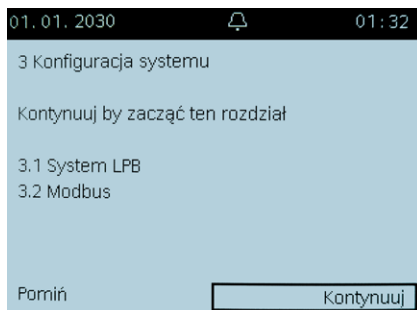 01.01.2030 01:32
3 Konfiguracja systemu
Kontynuuj by zacząć ten rozdział
3.1 System LPB
3.2 Modbus
Pomiń Kontynuuj